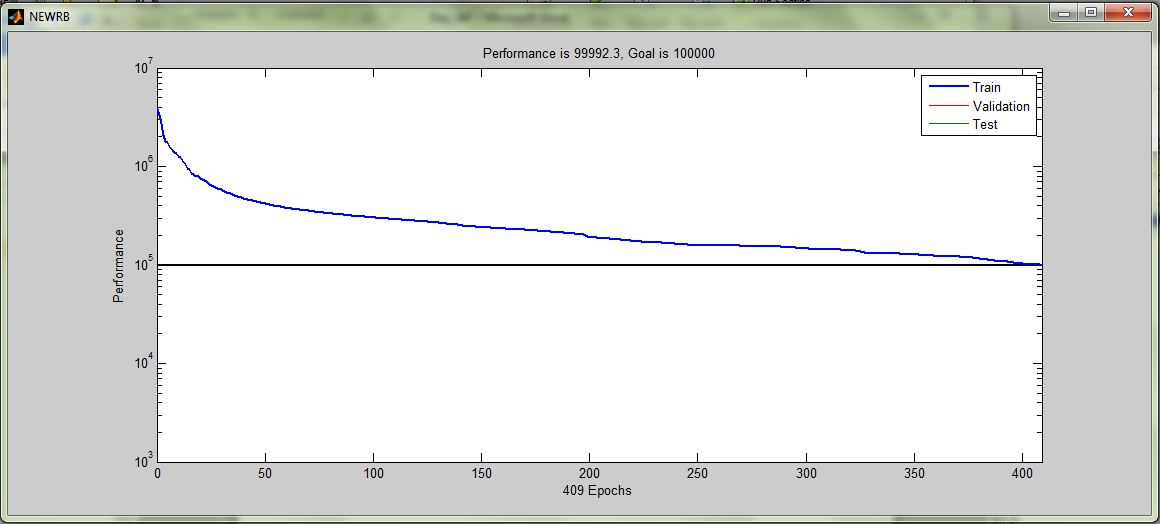 NEWRB
Performance is 99992.3, Goal is 100000
Train
Validation
Test
Performance
10^7
10^6
10^5
10^4
10^3
0 50 100 150 200 250 300 350 400
409 Epochs